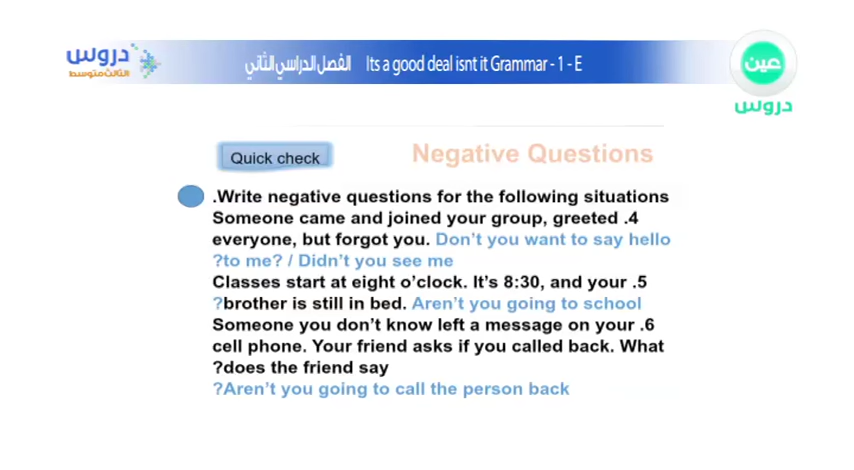 دروس
الثالث متوسط
الفصل الدراسي الثاني Its a good deal isnt it Grammar - 1 - E
عين
دروس
Quick check
Negative Questions
.Write negative questions for the following situations
Someone came and joined your group, greeted .4
everyone, but forgot you. Don't you want to say hello
?to me? / Didn't you see me
Classes start at eight o'clock. It's 8:30, and your .5
?brother is still in bed. Aren't you going to school
Someone you don't know left a message on your .6
cell phone. Your friend asks if you called back. What
?does the friend say
?Aren't you going to call the person back